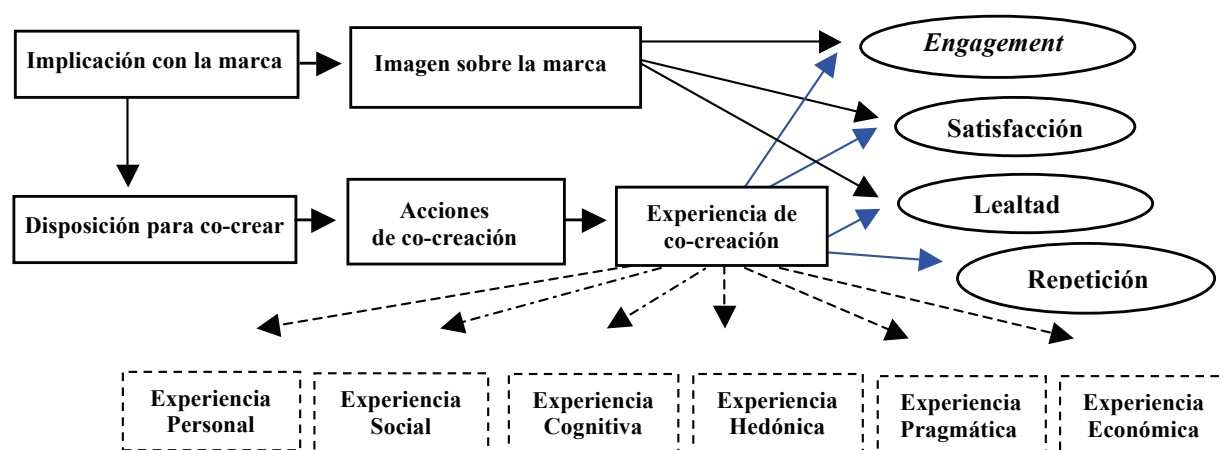 Implicación con la marca
Imagen sobre la marca
Engagement
Satisfacción
Disposición para co-crear
Acciones
de co-creación
Experiencia de
co-creación
Lealtad
Repetición
Experiencia
Personal
Experiencia
Social
Experiencia
Cognitiva
Experiencia
Hedónica
Experiencia
Pragmática
Experiencia
Económica